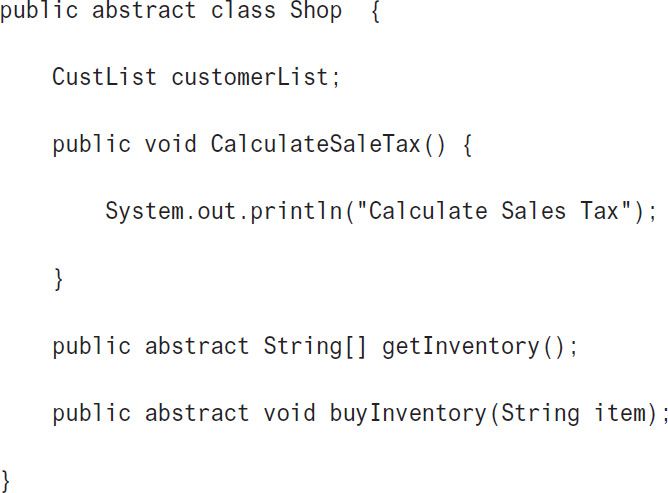 public abstract class Shop  {
    CustList customerList;
    public void CalculateSaleTax() {
        System.out.println("Calculate Sales Tax");
    }
    public abstract String[] getInventory();
    public abstract void buyInventory(String item);
}